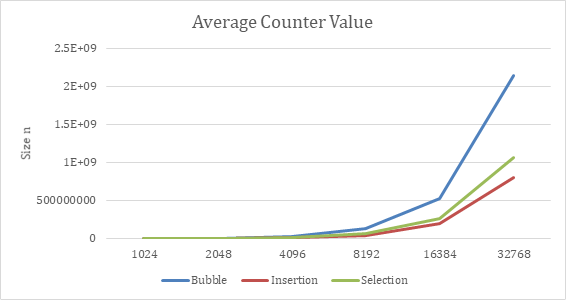 Average Counter Value
2.5E+09
2E+09
1.5E+09
1E+09
500000000
0
Size n
1024 2048 4096 8192 16384 32768
Bubble Insertion Selection